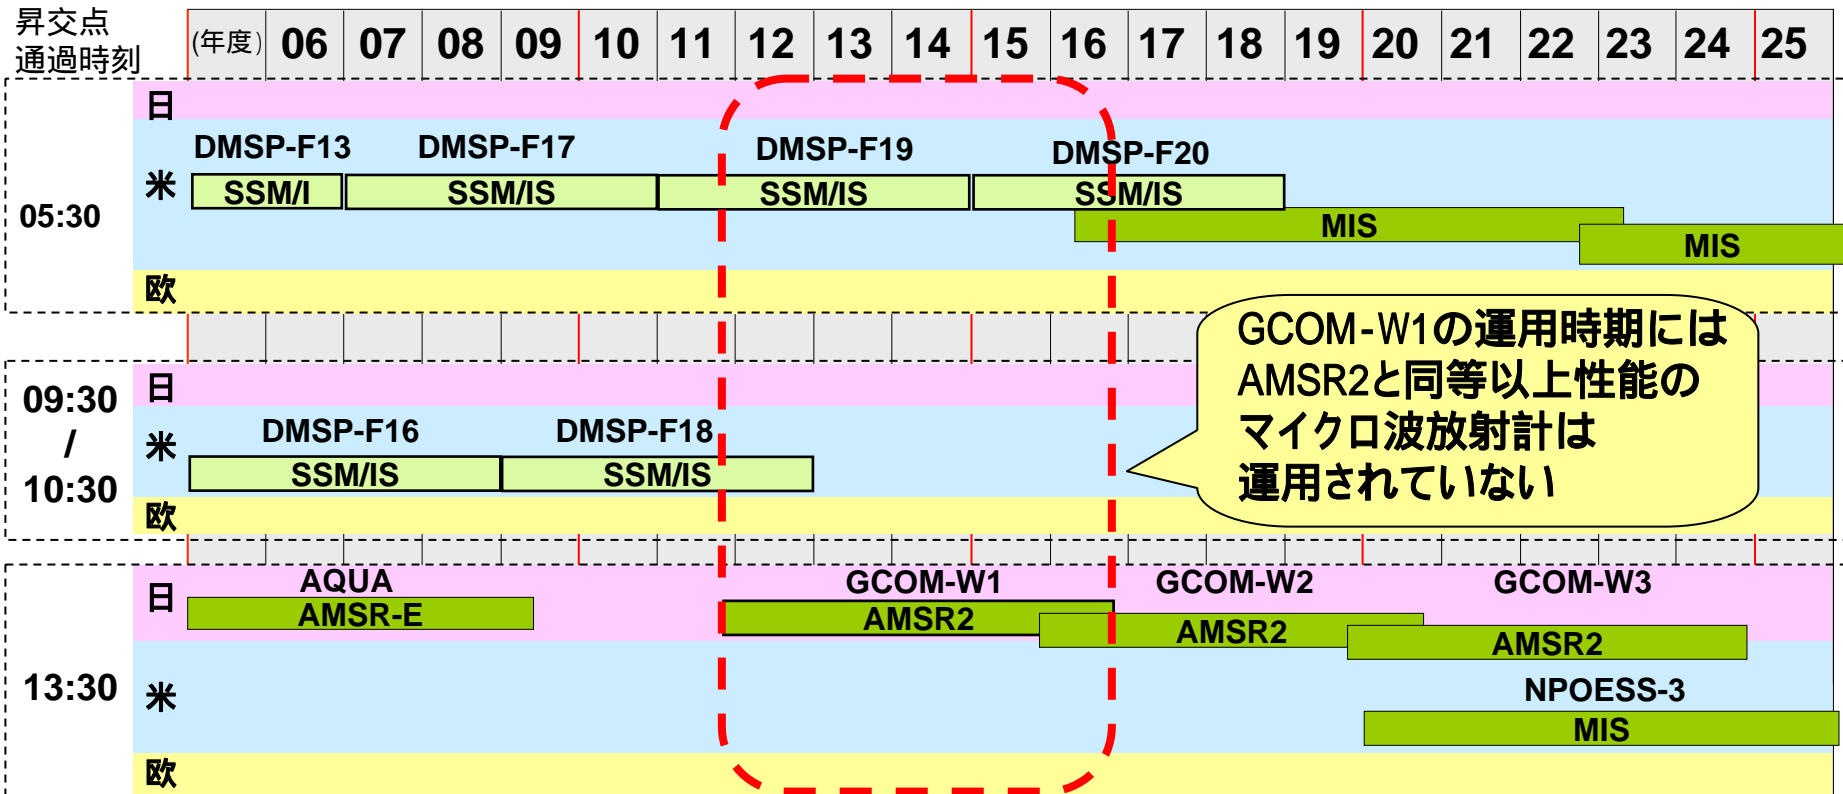 昇交点
通過時刻
(年度) 06 07 08 09 10 11 12 13 14 15 16 17 18 19 20 21 22 23 24 25
05:30
日
米
欧
DMSP-F13 DMSP-F17 DMSP-F19 DMSP-F20
SSM/I SSM/IS SSM/IS SSM/IS
MIS
MIS
09:30
/
10:30
日
米
欧
DMSP-F16 DMSP-F18
SSM/IS SSM/IS
GCOM-W1の運用時期には
AMSR2と同等以上性能の
マイクロ波放射計は
運用されていない
13:30
日
米
欧
AQUA GCOM-W1 GCOM-W2 GCOM-W3
AMSR-E AMSR2 AMSR2 AMSR2
NPOESS-3
MIS